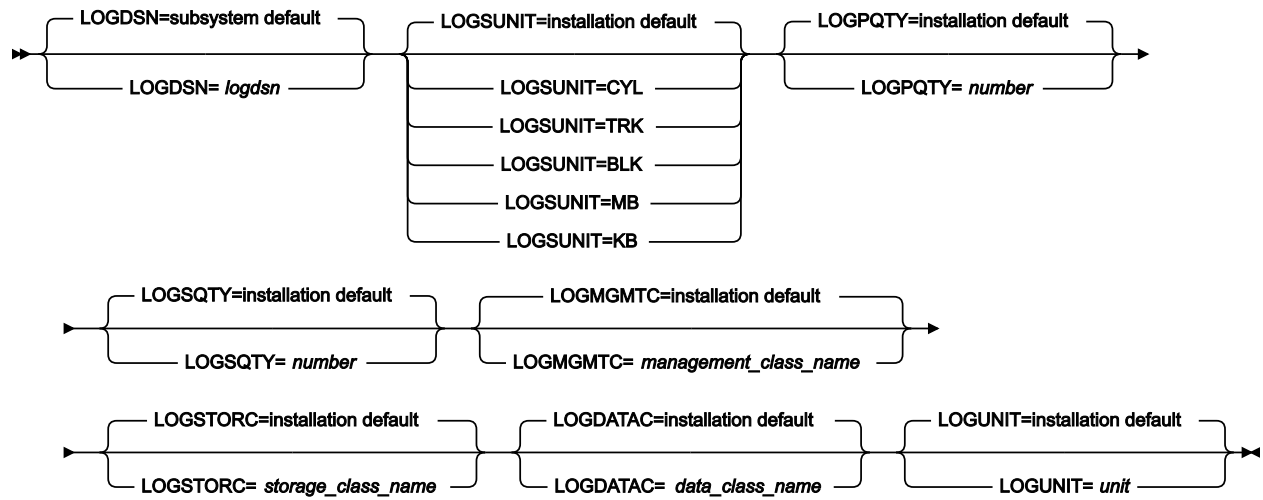 LOGDSN=subsystem default
LOGDSN= logdsn
LOGSUNIT=installation default
LOGSUNIT=CYL
LOGSUNIT=TRK
LOGSUNIT=BLK
LOGSUNIT=MB
LOGSUNIT=KB
LOGPQTY=installation default
LOGPQTY= number
LOGSQTY=installation default
LOGSQTY= number
LOGMGMTC=installation default
LOGMGMTC= management_class_name
LOGSTORC=installation default
LOGSTORC= storage_class_name
LOGDATAC=installation default
LOGDATAC= data_class_name
LOGUNIT=installation default
LOGUNIT= unit